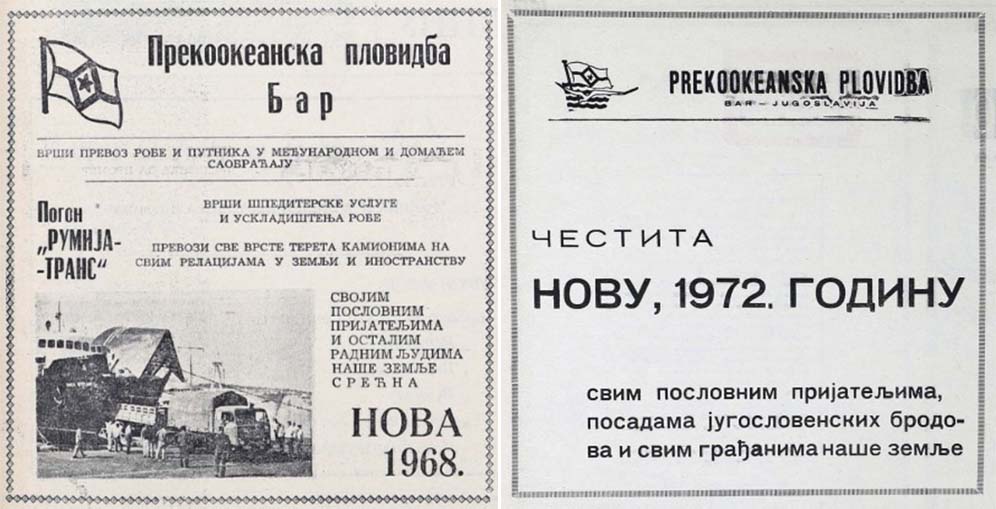 Прекоокеанска пловидба
Бар
ВРШИ ПРЕВОЗ РОБЕ И ПУТНИКА У МЕЂУНАРОДНОМ И ДОМАЋЕМ
САОБРАЋАЈУ
Погон
„РУМИЈА-
-ТРАНС“
ВРШИ ШПЕДИТЕРСКЕ УСЛУГЕ
И УСКЛАДИШТЕЊА РОБЕ
ПРЕВОЗИ СВЕ ВРСТЕ ТЕРЕТА КАМИОНИМА НА
СВИМ РЕЛАЦИЈАМА У ЗЕМЉИ И ИНОСТРАНСТВУ
СВОЈИМ
ПОСЛОВНИМ
ПРИЈАТЕЉИМА
И ОСТАЛИМ
РАДНИМ ЉУДИМА
НАШЕ ЗЕМЉЕ
СРЕЋНА
НОВА
1968.
PREKOOKEANSKA PLOVIDBA
BAR – JUGOSLAVIJA
ЧЕСТИТА
НОВУ, 1972. ГОДИНУ
свим пословним пријатељима,
посадама југословенских бродо-
ва и свим грађанима наше земље